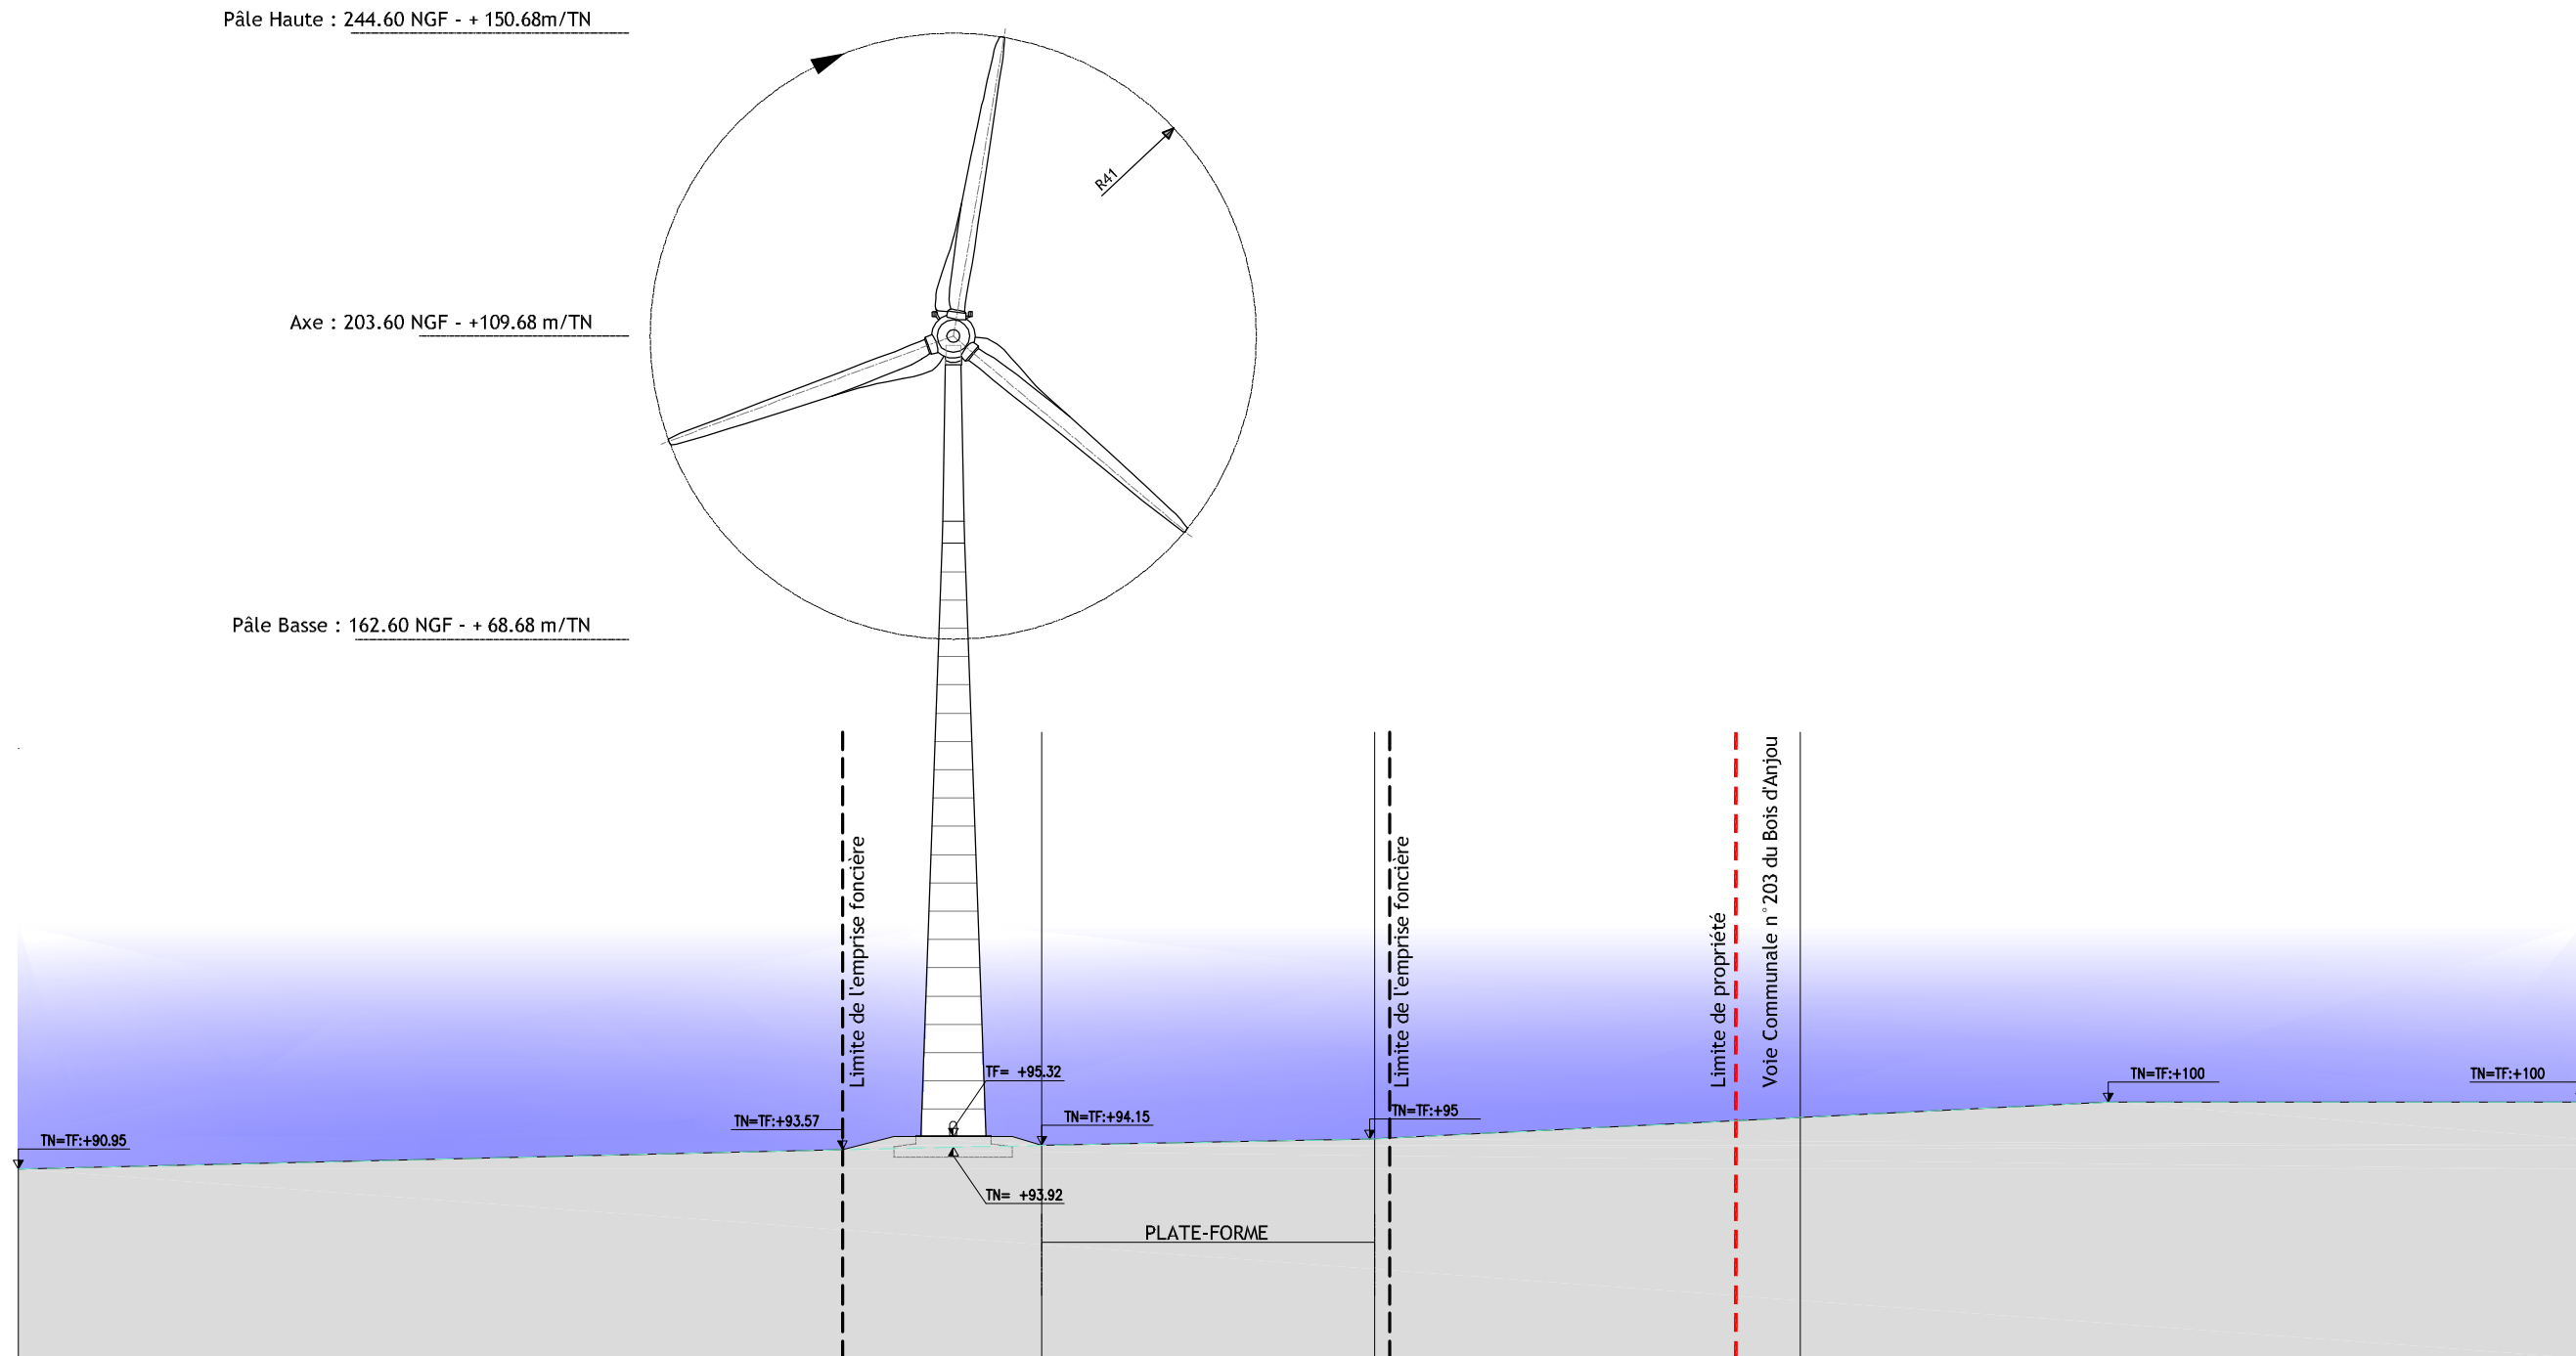 Pâle Haute : 244.60 NGF - + 150.68m/TN
R41
Axe : 203.60 NGF - +109.68 m/TN
Pâle Basse : 162.60 NGF - + 68.68 m/TN
Limite de l'emprise foncière
Limite de l'emprise foncière
Limite de propriété
Voie Communale n°203 du Bois d'Anjou
TF= +95.32
TN=TF:+100
TN=TF:+100
TN=TF:+93.57
TN=TF:+94.15
TN=TF:+95
TN=TF:+90.95
TN= +93.92
PLATE-FORME